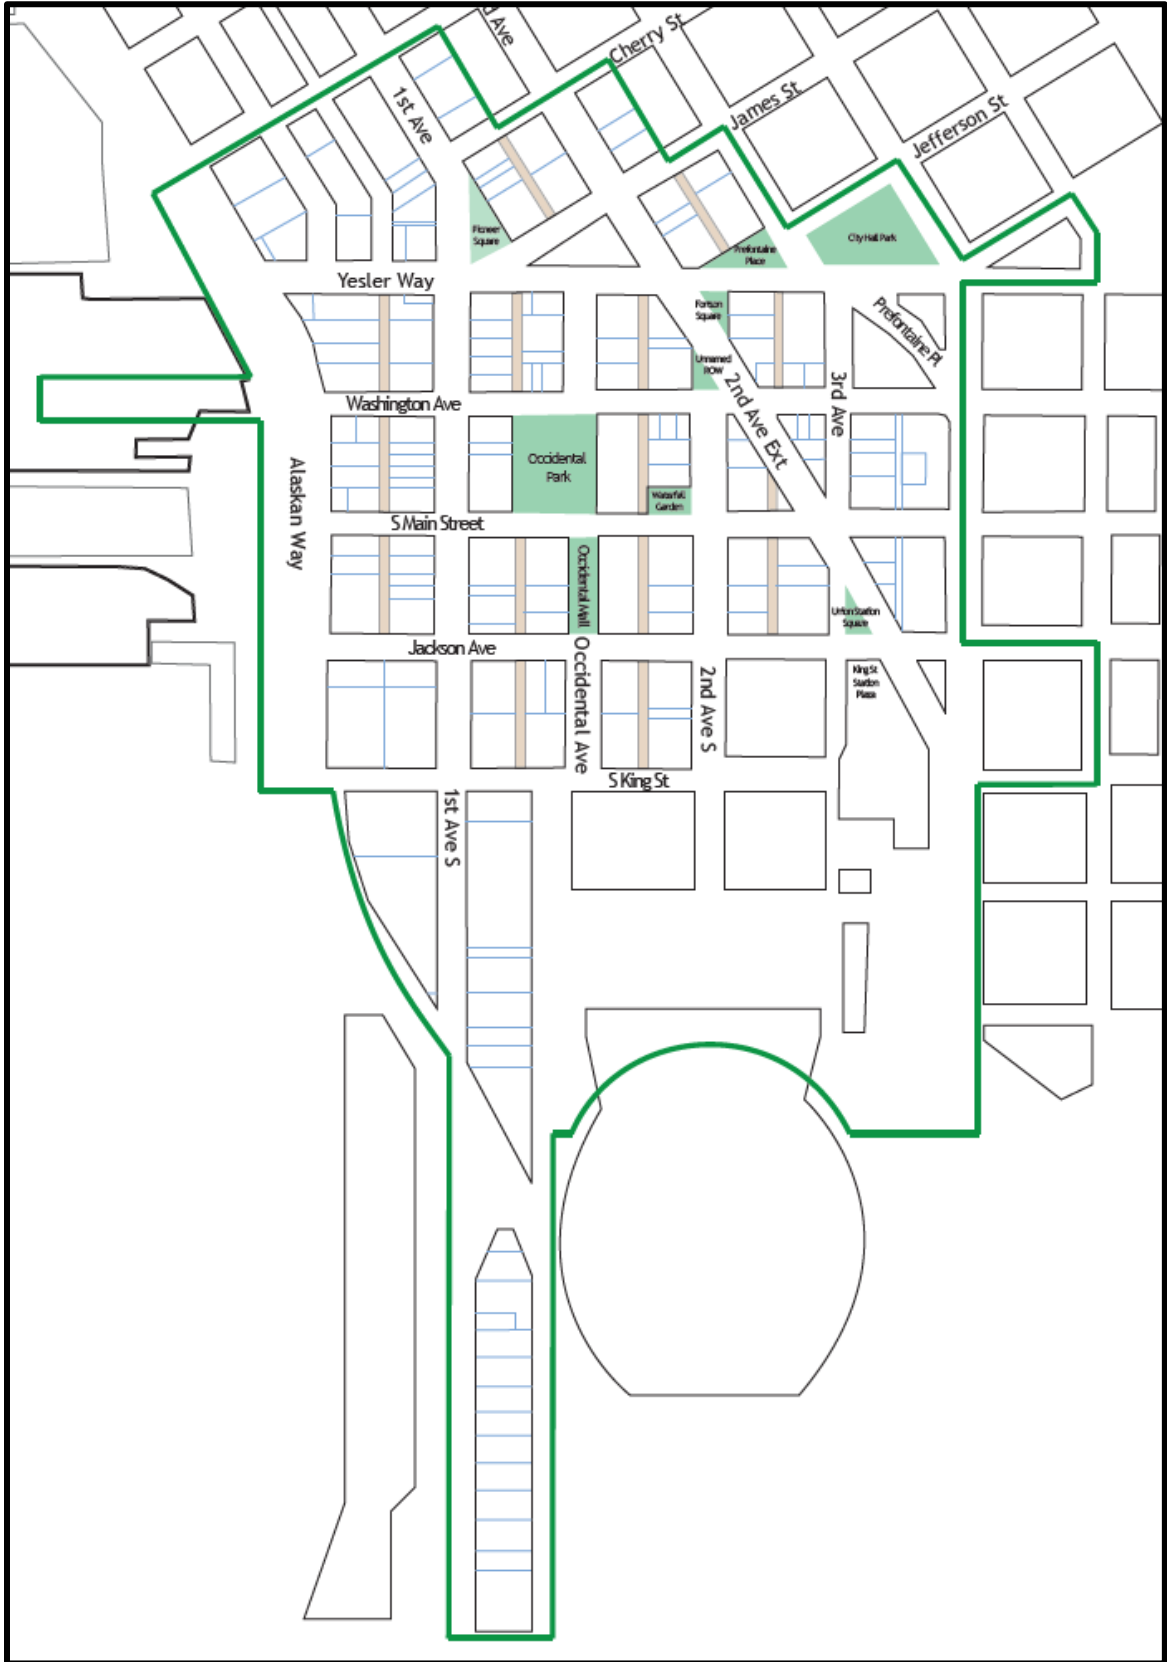 d Ave
Cherry St
1st Ave
James St
Jefferson St
Pioneer
Square
City Hall Park
Prefontaine
Place
Yesler Way
Fortson
Square
Prefontaine Pl
Unnamed
ROW
2nd Ave Ext
3rd Ave
Washington Ave
Alaskan Way
Occidental
Park
Waterfall
Garden
S Main Street
Occidental Mall
Union Station
Square
Jackson Ave
Occidental Ave
2nd Ave S
King St
Station
Plaza
S King St
1st Ave S